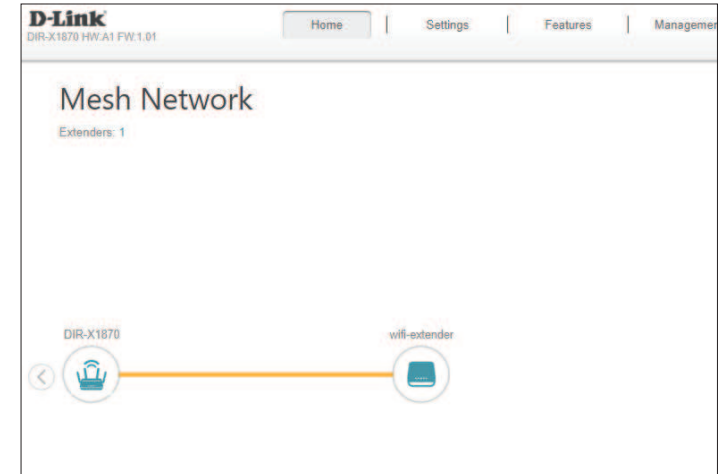 D-Link
DIR-X1870 HW:A1 FW:1.01
Home | Settings | Features | Managemen
Mesh Network
Extenders: 1
DIR-X1870
wifi-extender